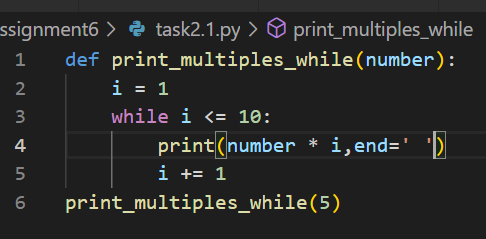 ssignment6 > task2.1.py > print_multiples_while
1 def print_multiples_while(number):
2     i = 1
3     while i <= 10:
4         print(number * i,end=' ')
5         i += 1
6 print_multiples_while(5)